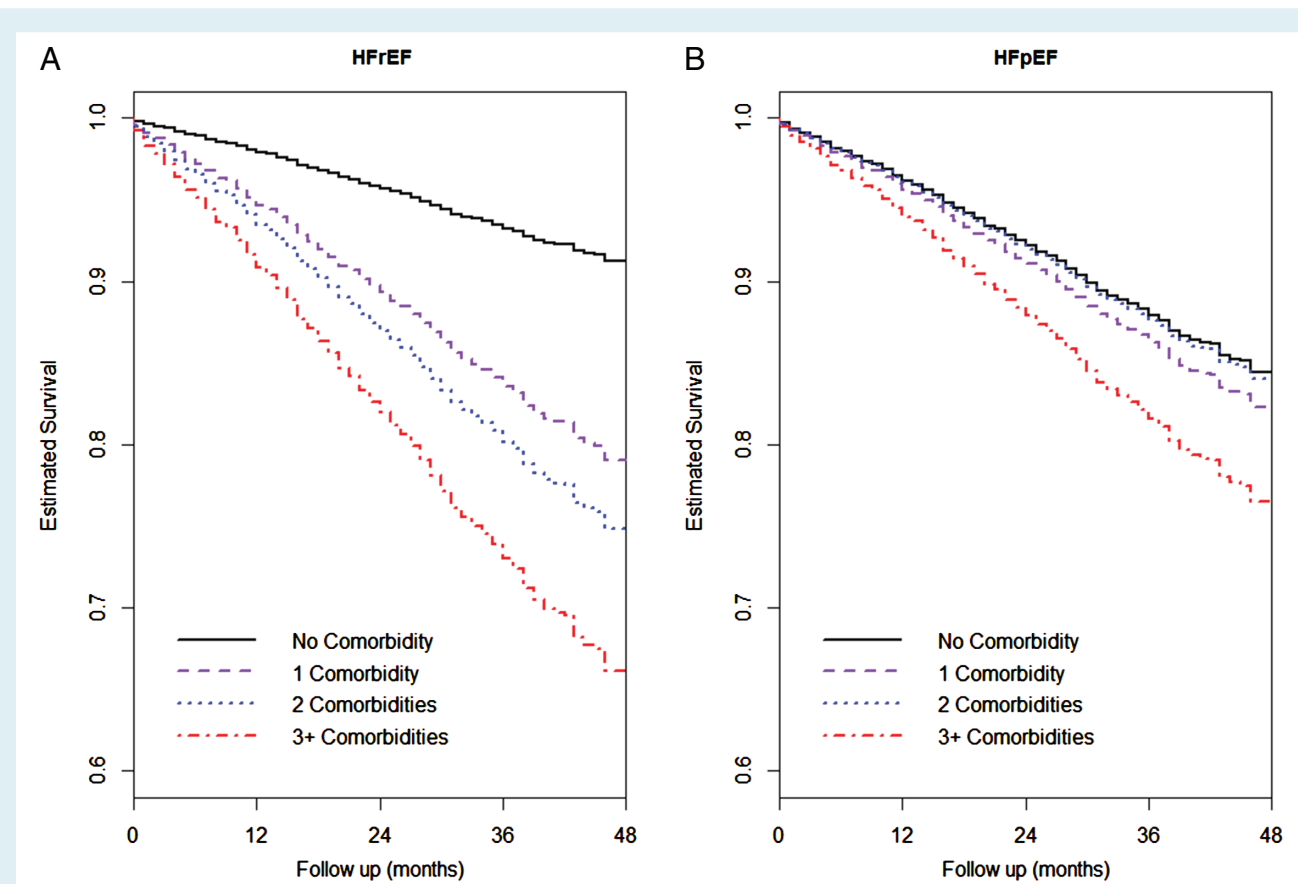 A
HFrEF
1.0
0.9
0.8
0.7
0.6
Estimated Survival
No Comorbidity
1 Comorbidity
2 Comorbidities
3+ Comorbidities
0 12 24 36 48
Follow up (months)
B
HFpEF
1.0
0.9
0.8
0.7
0.6
Estimated Survival
No Comorbidity
1 Comorbidity
2 Comorbidities
3+ Comorbidities
0 12 24 36 48
Follow up (months)